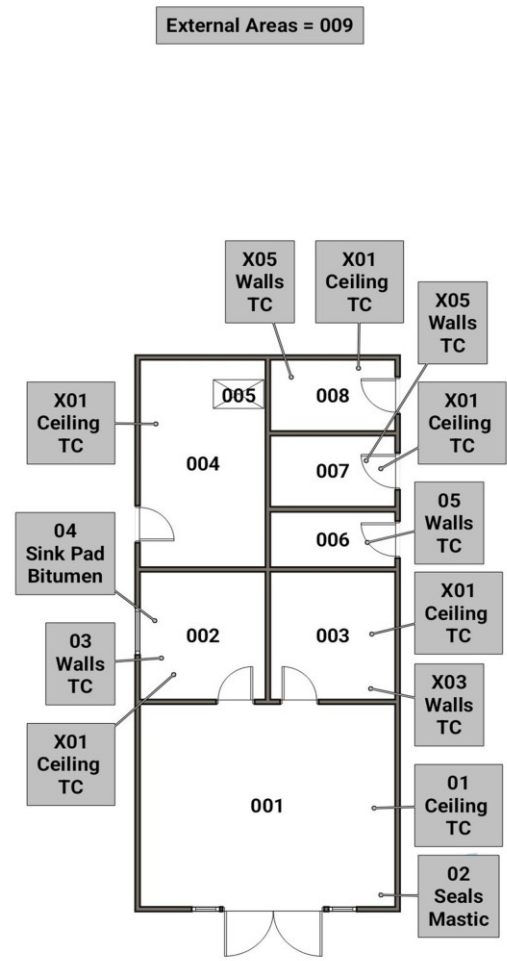 External Areas = 009
X05
Walls
TC
X01
Ceiling
TC
X05
Walls
TC
X01
Ceiling
TC
X01
Ceiling
TC
005
008
004
007
006
04
Sink Pad
Bitumen
05
Walls
TC
03
Walls
TC
002
003
X01
Ceiling
TC
X01
Ceiling
TC
X03
Walls
TC
001
01
Ceiling
TC
02
Seals
Mastic